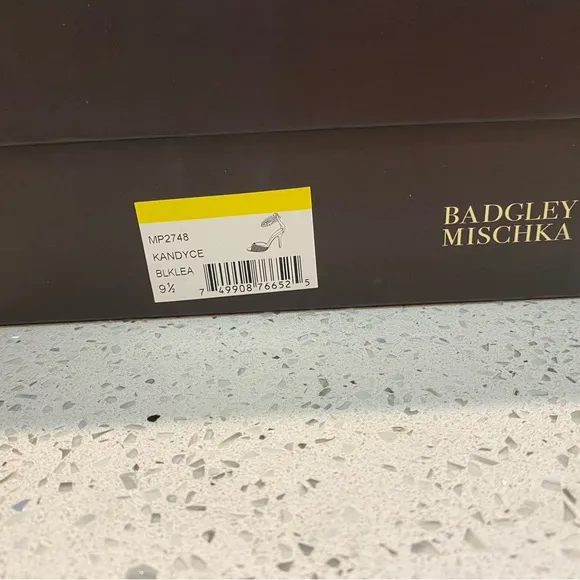 MP2748
KANDYCE
BLKLEA
9½
7 49908 76652 5
BADGLEY
MISCHKA